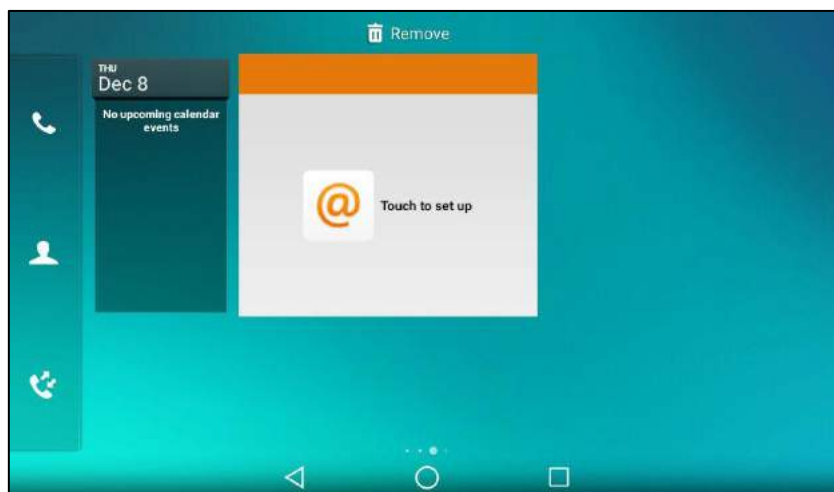 Remove
THU
Dec 8
No upcoming calendar
events
@
Touch to set up